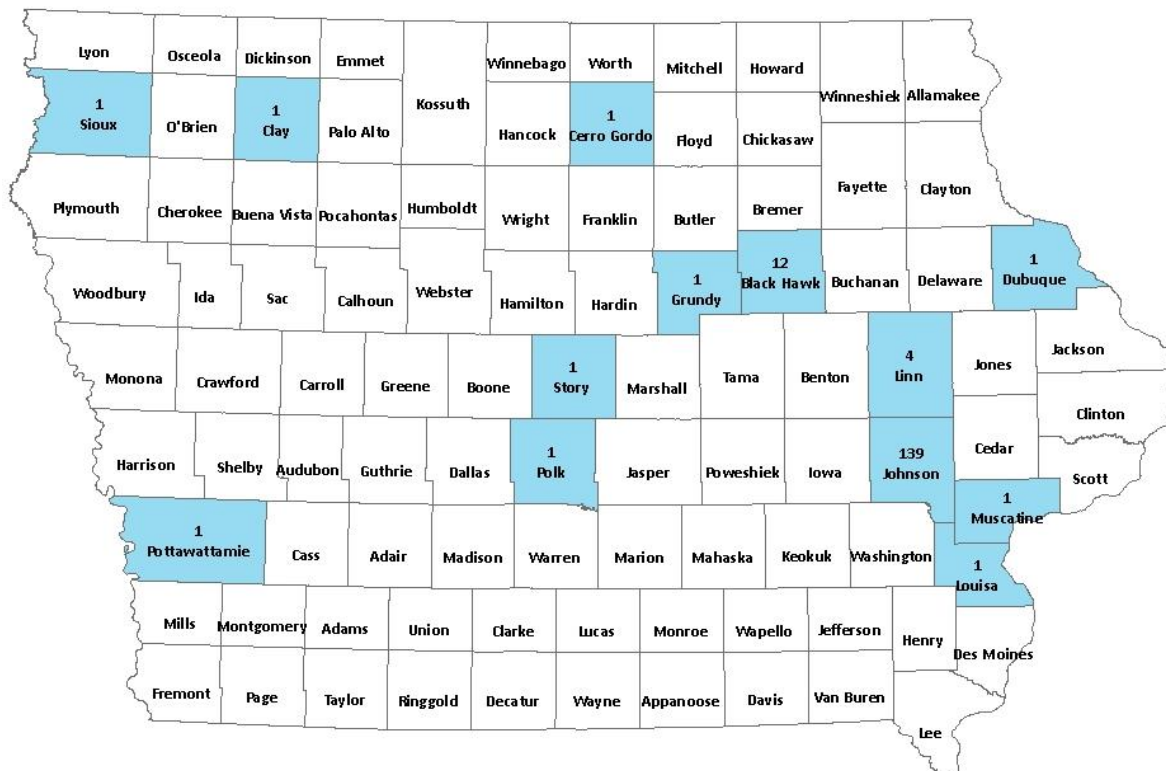 Lyon
Osceola
Dickinson
Emmet
Kossuth
Winnebago
Worth
Mitchell
Howard
Winneshiek
Allamakee
1
Sioux
O'Brien
1
Clay
Palo Alto
Hancock
1
Cerro Gordo
Floyd
Chickasaw
Fayette
Clayton
Plymouth
Cherokee
Buena Vista
Pocahontas
Humboldt
Wright
Franklin
Butler
Bremer
Woodbury
Ida
Sac
Calhoun
Webster
Hamilton
Hardin
1
Grundy
12
Black Hawk
Buchanan
Delaware
1
Dubuque
Monona
Crawford
Carroll
Greene
Boone
1
Story
Marshall
Tama
Benton
4
Linn
Jones
Jackson
Clinton
Harrison
Shelby
Audubon
Guthrie
Dallas
1
Polk
Jasper
Poweshiek
Iowa
139
Johnson
Cedar
Scott
1
Muscatine
1
Pottawattamie
Cass
Adair
Madison
Warren
Marion
Mahaska
Keokuk
Washington
1
Louisa
Mills
Montgomery
Adams
Union
Clarke
Lucas
Monroe
Wapello
Jefferson
Henry
Des Moines
Fremont
Page
Taylor
Ringgold
Decatur
Wayne
Appanoose
Davis
Van Buren
Lee